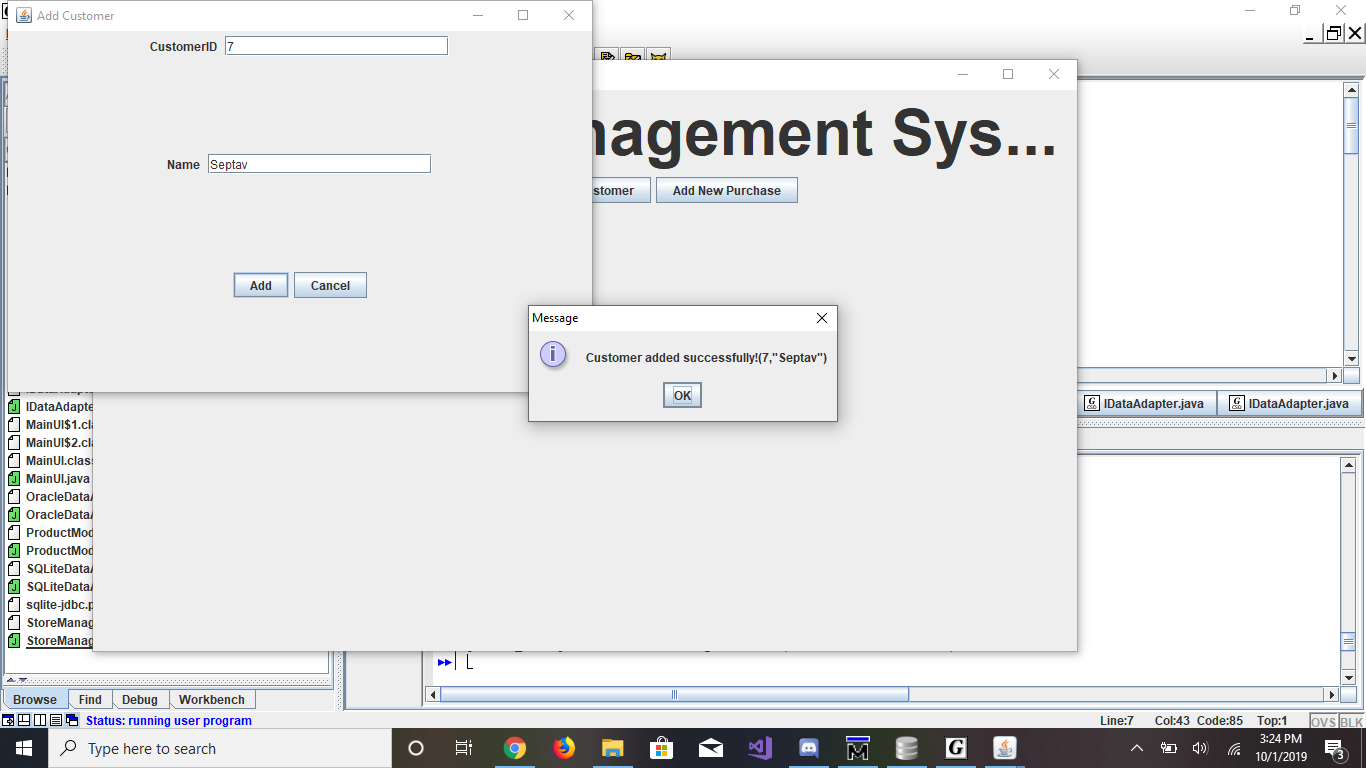 Add Customer
CustomerID 7
Name Septav
Add Cancel
nagement Sys...
stomer Add New Purchase
Message
Customer added successfully!(7,"Septav")
OK
IDataAdapter.java IDataAdapter.java
IDataAdapte
MainUI$1.cl
MainUI$2.cl
MainUI.class
MainUI.java
OracleData
OracleData
ProductMod
ProductMod
SQLiteData
SQLiteData
sqlite-jdbc.p
StoreManag
StoreManag
Browse Find Debug Workbench
Status: running user program
Line:7 Col:43 Code:85 Top:1 OVS BLK
Type here to search
3:24 PM
10/1/2019
3